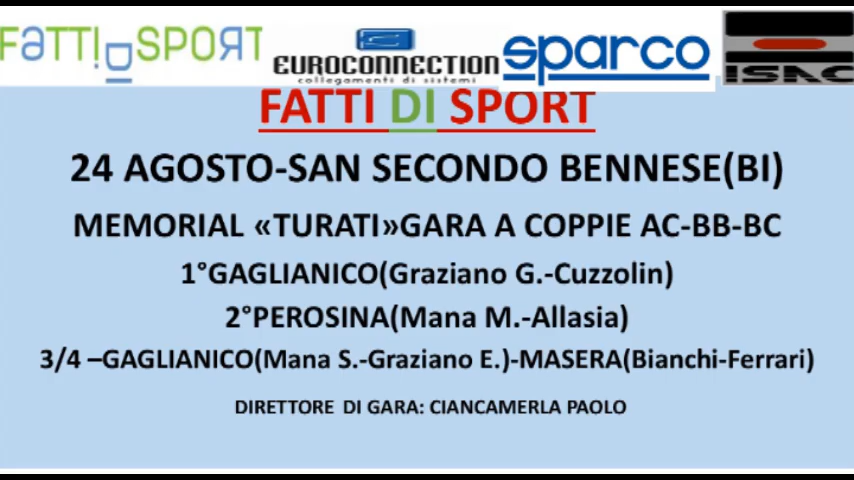 FaTTI DI SPORT
EUROCONNECTION
collegamenti di sistemi
sparco
ISAC
FATTI DI SPORT
24 AGOSTO-SAN SECONDO BENNESE(BI)
MEMORIAL «TURATI»GARA A COPPIE AC-BB-BC
1°GAGLIANICO(Graziano G.-Cuzzolin)
2°PEROSINA(Mana M.-Allasia)
3/4 –GAGLIANICO(Mana S.-Graziano E.)-MASERA(Bianchi-Ferrari)
DIRETTORE DI GARA: CIANCAMERLA PAOLO